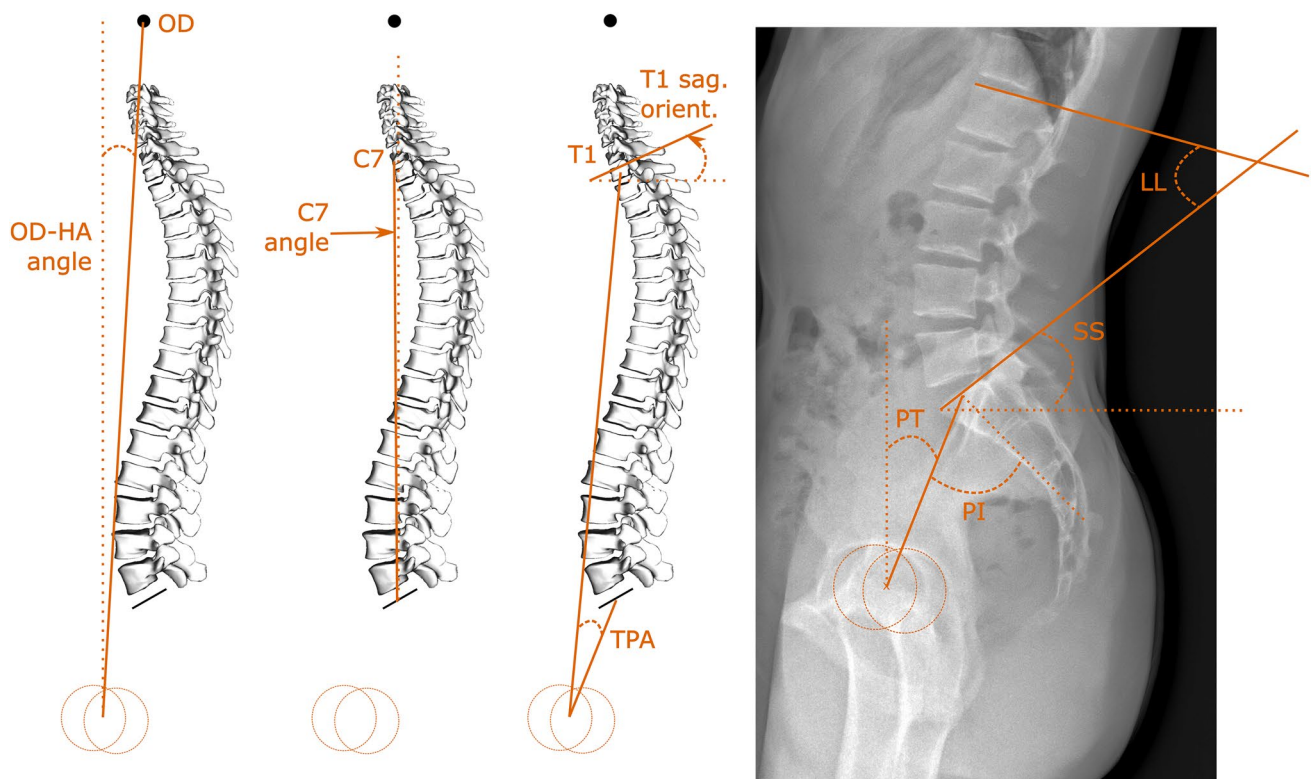 OD
OD-HA
angle
C7
C7
angle
T1 sag.
orient.
T1
TPA
LL
SS
PT
PI